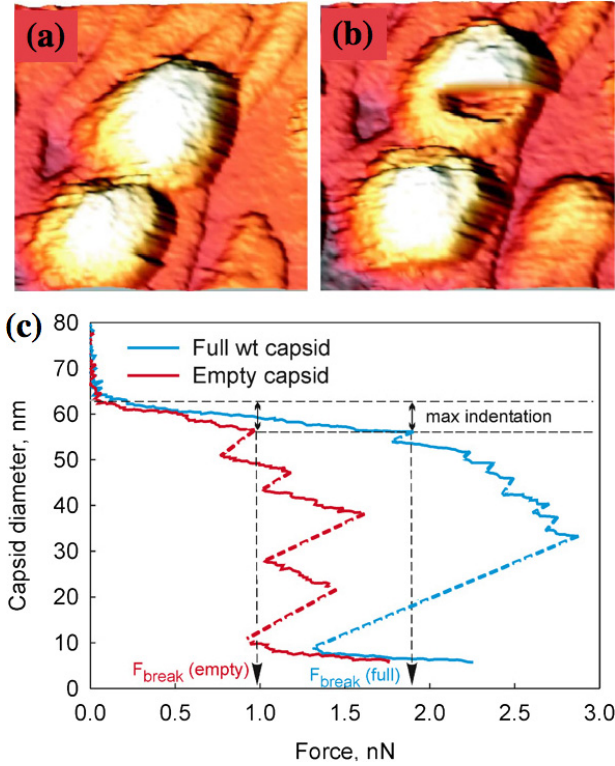 (a)
(b)
(c)
Capsid diameter, nm
80
70
60
50
40
30
20
10
0
Full wt capsid
Empty capsid
max indentation
Fbreak (empty)
Fbreak (full)
0.0 0.5 1.0 1.5 2.0 2.5 3.0
Force, nN